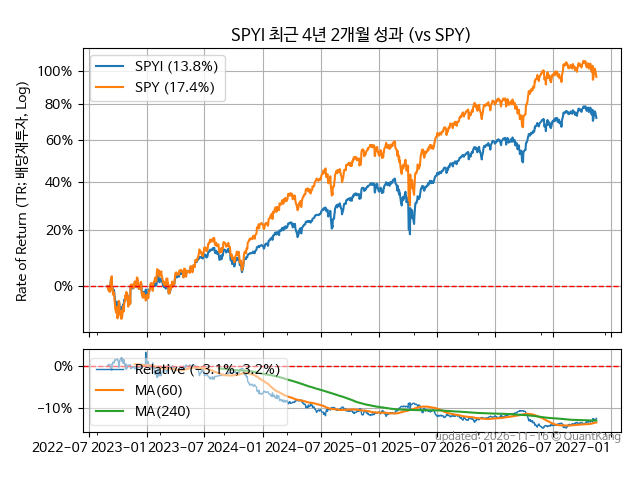 SPYI 최근 4년 2개월 성과 (vs SPY)
SPYI (13.8%)
SPY (17.4%)
100%
80%
60%
40%
20%
0%
Rate of Return (TR: 배당재투자, Log)
Relative (−3.1%, 3.2%)
MA(60)
MA(240)
0%
−10%
updated: 2026-11-16 © QuantKang
2022-07 2023-01 2023-07 2024-01 2024-07 2025-01 2025-07 2026-01 2026-07 2027-01